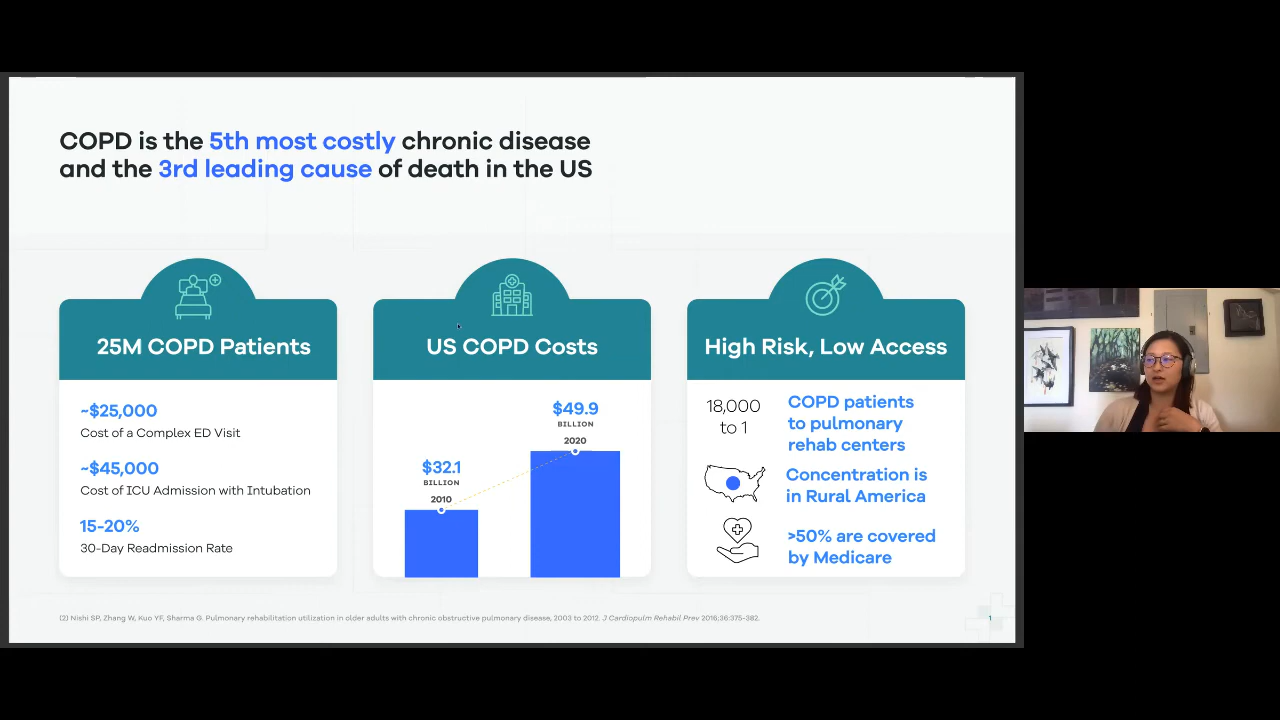 COPD is the 5th most costly chronic disease
and the 3rd leading cause of death in the US
25M COPD Patients
~$25,000
Cost of a Complex ED Visit
~$45,000
Cost of ICU Admission with Intubation
15-20%
30-Day Readmission Rate
US COPD Costs
$49.9
BILLION
2020
$32.1
BILLION
2010
High Risk, Low Access
18,000
to 1
COPD patients
to pulmonary
rehab centers
Concentration is
in Rural America
>50% are covered
by Medicare
(2) Nishi SP, Zhang W, Kuo YF, Sharma G. Pulmonary rehabilitation utilization in older adults with chronic obstructive pulmonary disease, 2003 to 2012. J Cardiopulm Rehabil Prev 2016;36:375-382.
1